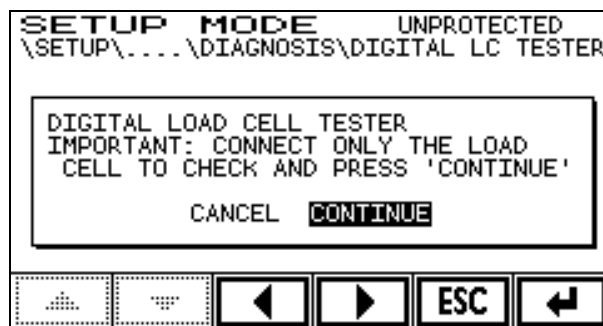 SETUP MODE UNPROTECTED
\SETUP\....\DIAGNOSIS\DIGITAL LC TESTER
DIGITAL LOAD CELL TESTER
IMPORTANT: CONNECT ONLY THE LOAD
CELL TO CHECK AND PRESS 'CONTINUE'
CANCEL CONTINUE
ESC